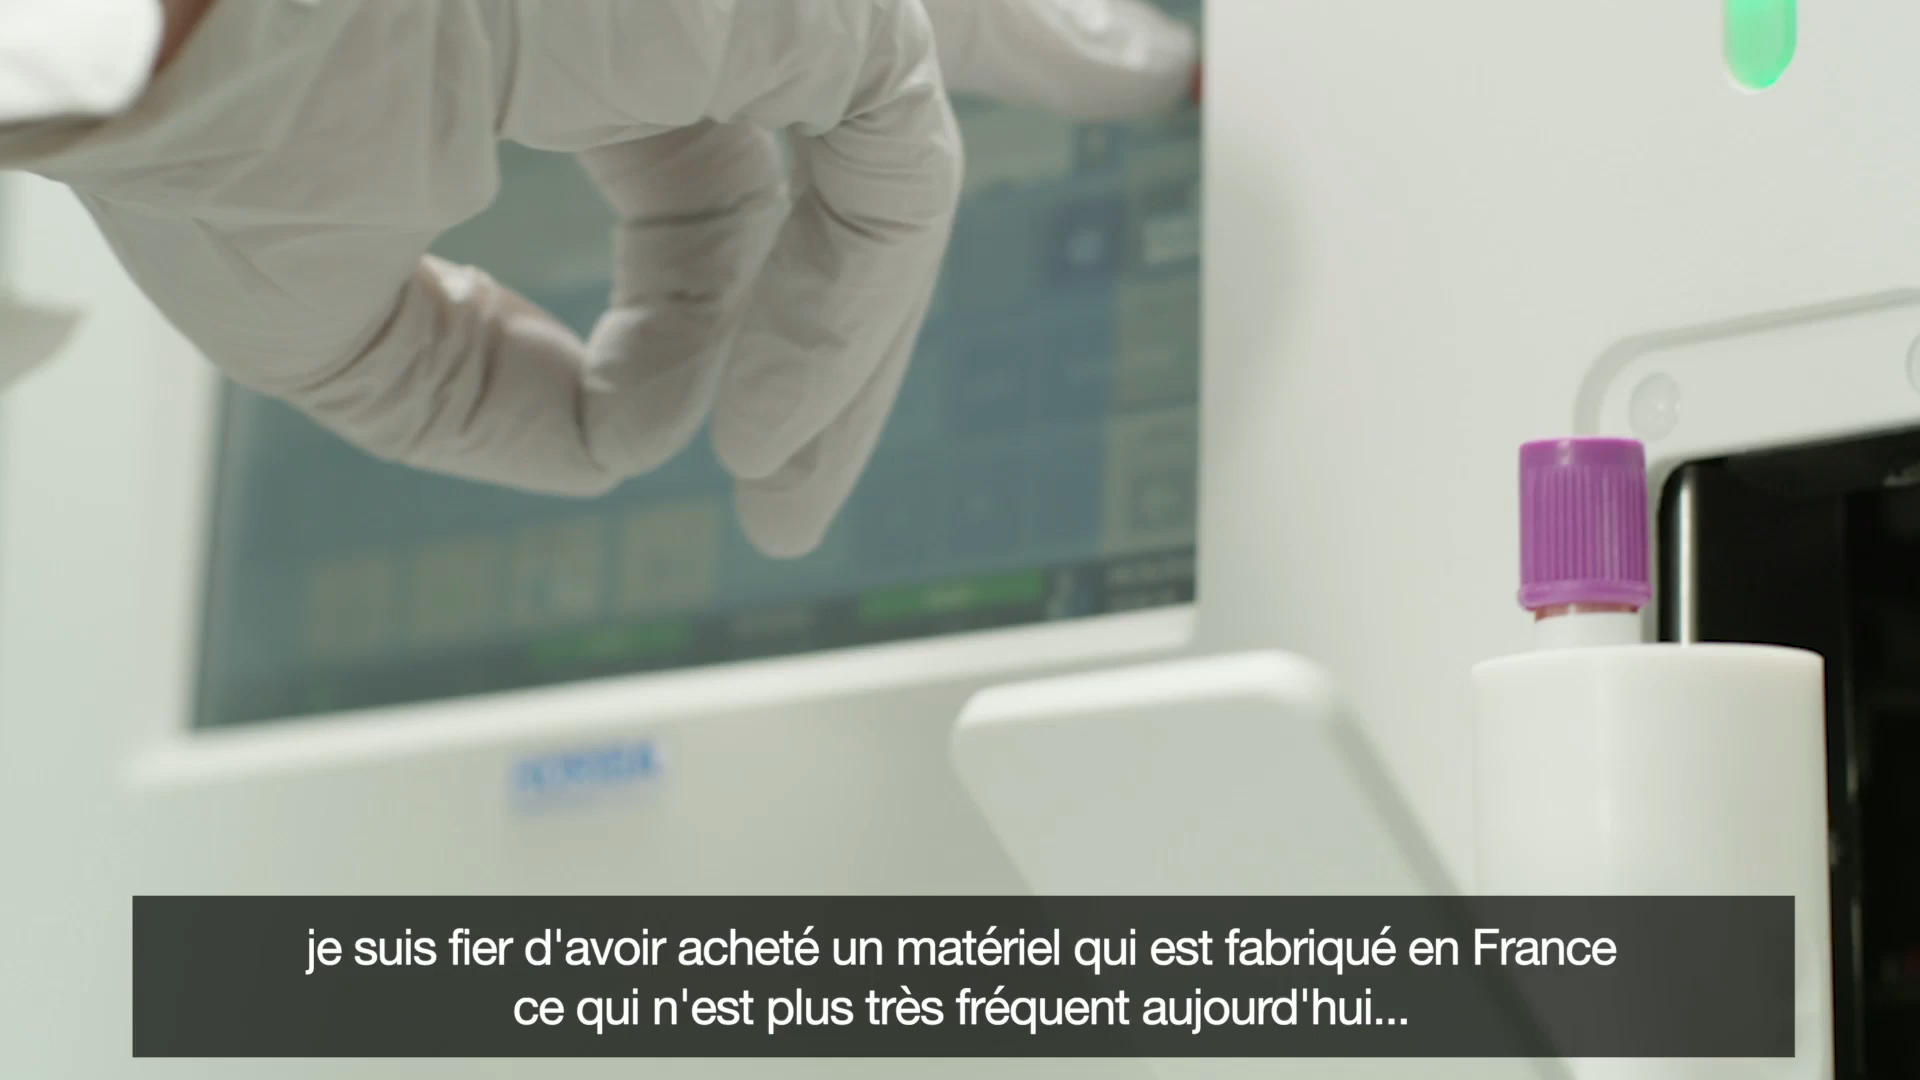 je suis fier d'avoir acheté un matériel qui est fabriqué en France
ce qui n'est plus très fréquent aujourd'hui...